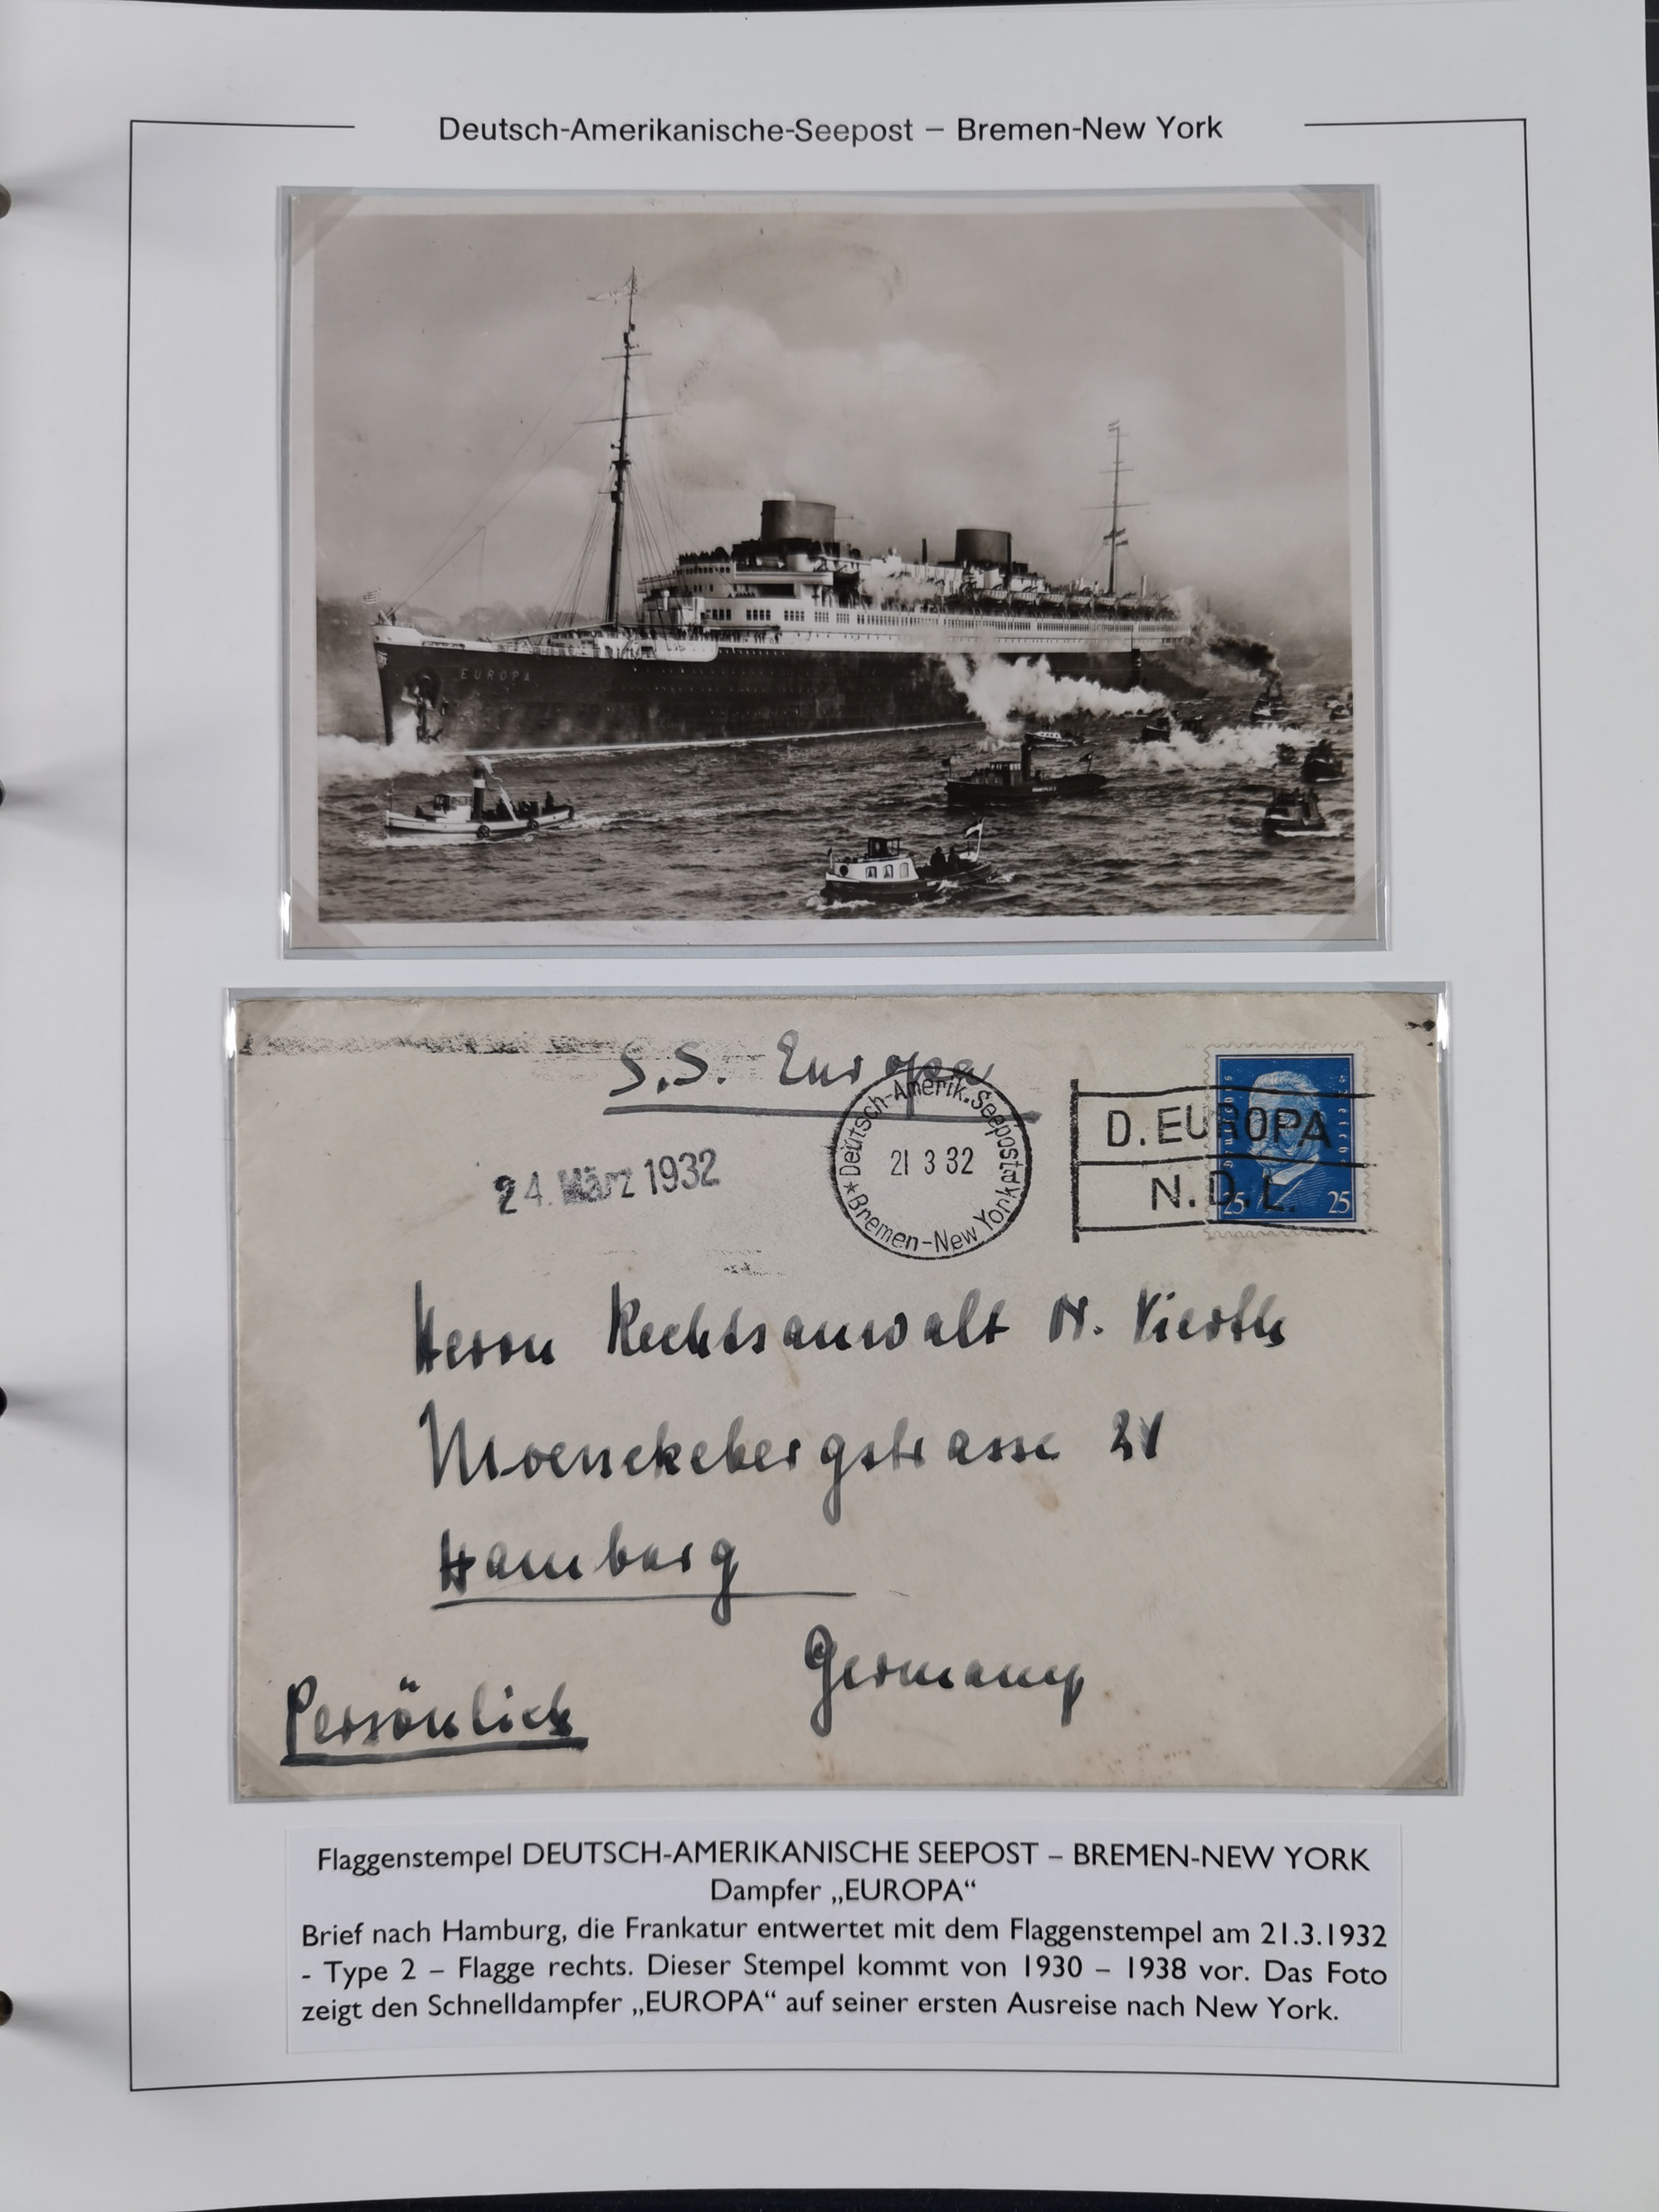 Deutsch-Amerikanische-Seepost – Bremen-New York
EUROPA
S.S. Europa
24. März 1932
Deutsch-Amerik. Seepost
21 3 32
* Bremen-New York
D. EUROPA
N.D.L.
25 25
Herrn Rechtsanwalt N. Vierth
Moenckebergstrasse 21
Hamburg
Germany
Persönlich
Flaggenstempel DEUTSCH-AMERIKANISCHE SEEPOST – BREMEN-NEW YORK
Dampfer „EUROPA“
Brief nach Hamburg, die Frankatur entwertet mit dem Flaggenstempel am 21.3.1932
- Type 2 – Flagge rechts. Dieser Stempel kommt von 1930 – 1938 vor. Das Foto
zeigt den Schnelldampfer „EUROPA“ auf seiner ersten Ausreise nach New York.